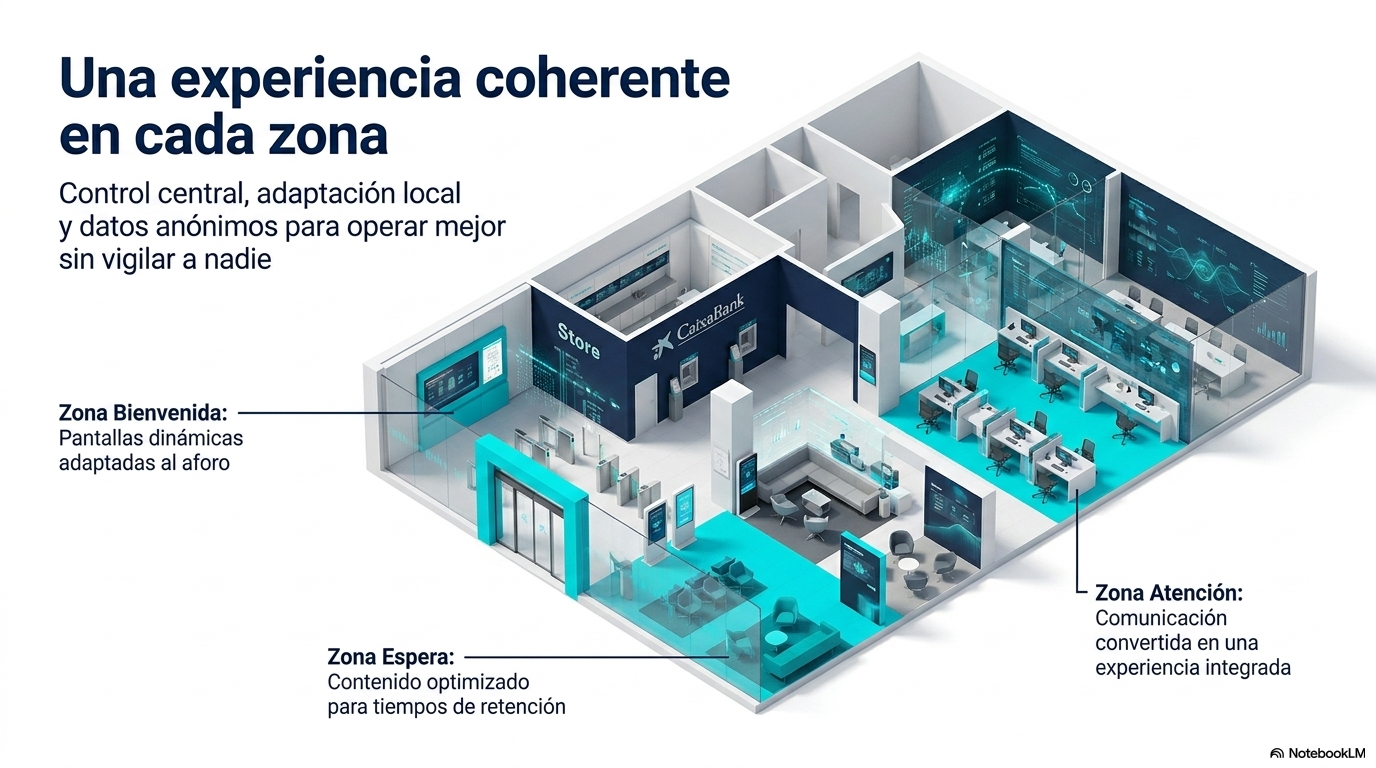 Una experiencia coherente
en cada zona
Control central, adaptación local
y datos anónimos para operar mejor
sin vigilar a nadie
Store
CaixaBank
Zona Bienvenida:
Pantallas dinámicas
adaptadas al aforo
Zona Atención:
Comunicación
convertida en una
experiencia integrada
Zona Espera:
Contenido optimizado
para tiempos de retención
NotebookLM